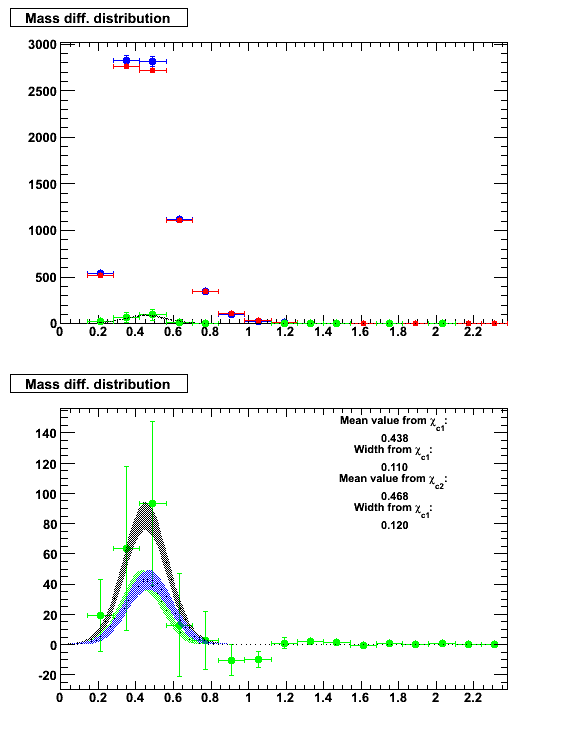 Mass diff. distribution
3000
2500
2000
1500
1000
500
0
0 0.2 0.4 0.6 0.8 1 1.2 1.4 1.6 1.8 2 2.2
Mass diff. distribution
Mean value from χc1:
0.438
Width from χc1:
0.110
Mean value from χc2:
0.468
Width from χc1:
0.120
140
120
100
80
60
40
20
0
-20
0 0.2 0.4 0.6 0.8 1 1.2 1.4 1.6 1.8 2 2.2